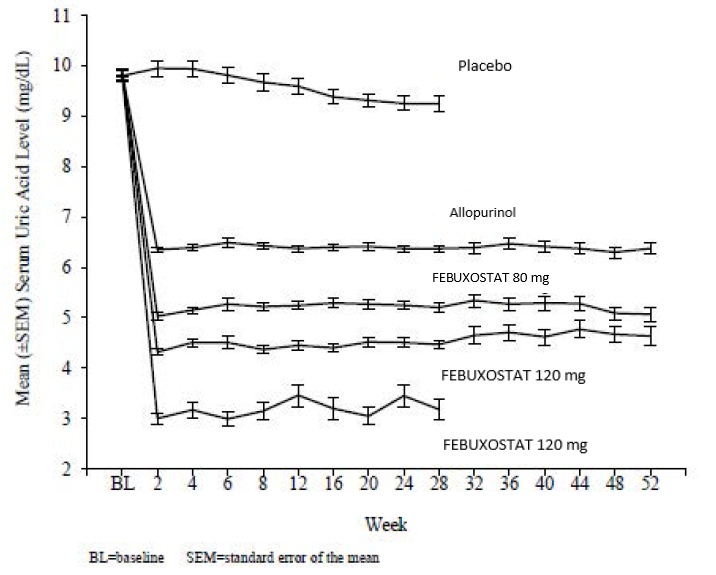 Mean (±SEM) Serum Uric Acid Level (mg/dL)
11
10
9
8
7
6
5
4
3
2
Placebo
Allopurinol
FEBUXOSTAT 80 mg
FEBUXOSTAT 120 mg
FEBUXOSTAT 120 mg
BL 2 4 6 8 12 16 20 24 28 32 36 40 44 48 52
Week
BL=baseline SEM=standard error of the mean